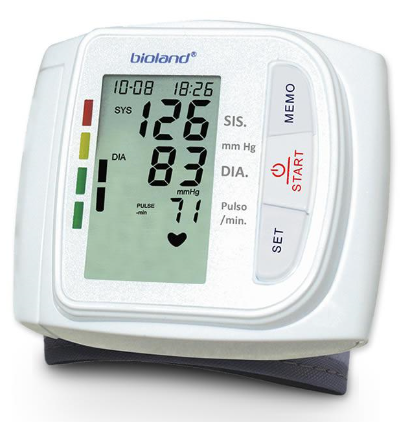 bioland®
10-08 18:26
SYS 126 SIS.
mm Hg
DIA 83 DIA.
mmHg
PULSE 71 Pulso
-min /min.
MEMO
START
SET